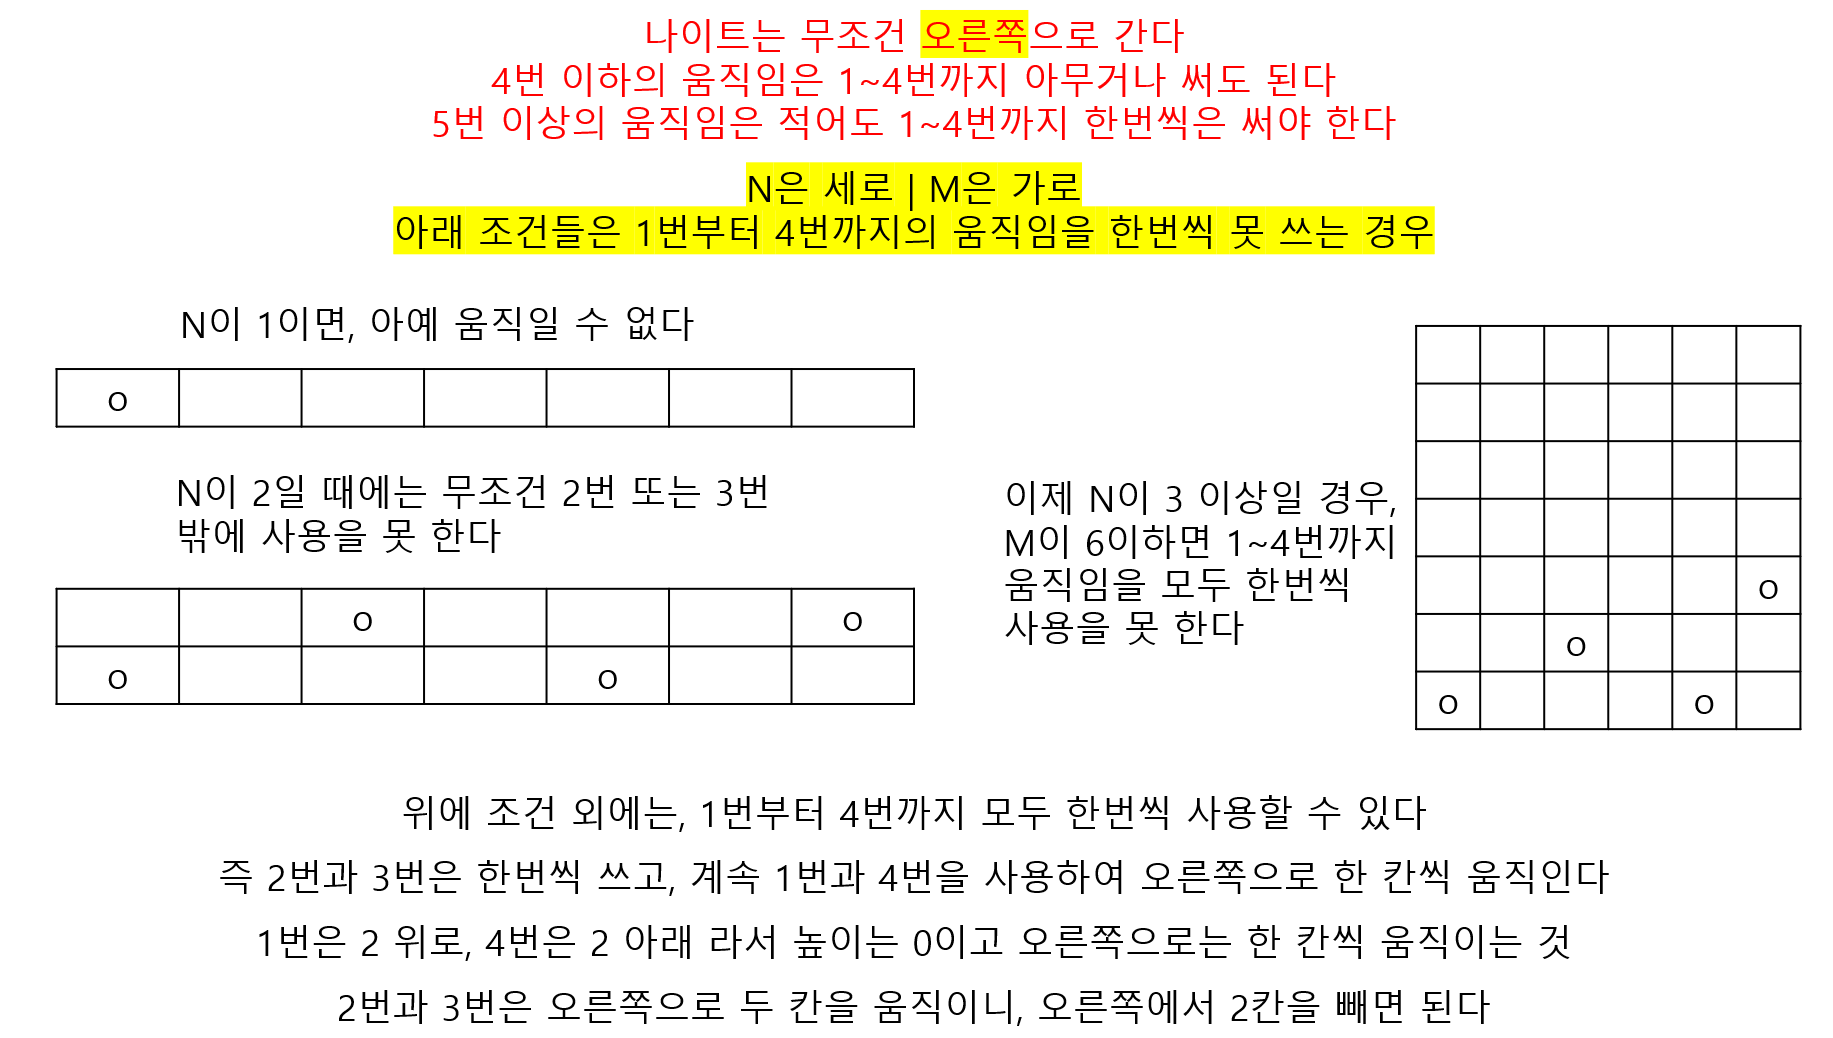 나이트는 무조건 오른쪽으로 간다
4번 이하의 움직임은 1~4번까지 아무거나 써도 된다
5번 이상의 움직임은 적어도 1~4번까지 한번씩은 써야 한다
N은 세로 | M은 가로
아래 조건들은 1번부터 4번까지의 움직임을 한번씩 못 쓰는 경우
N이 1이면, 아예 움직일 수 없다
O
N이 2일 때에는 무조건 2번 또는 3번
밖에 사용을 못 한다
O O
O O
이제 N이 3 이상일 경우,
M이 6이하면 1~4번까지
움직임을 모두 한번씩
사용을 못 한다
O
O
O O
위에 조건 외에는, 1번부터 4번까지 모두 한번씩 사용할 수 있다
즉 2번과 3번은 한번씩 쓰고, 계속 1번과 4번을 사용하여 오른쪽으로 한 칸씩 움직인다
1번은 2 위로, 4번은 2 아래 라서 높이는 0이고 오른쪽으로는 한 칸씩 움직이는 것
2번과 3번은 오른쪽으로 두 칸을 움직이니, 오른쪽에서 2칸을 빼면 된다